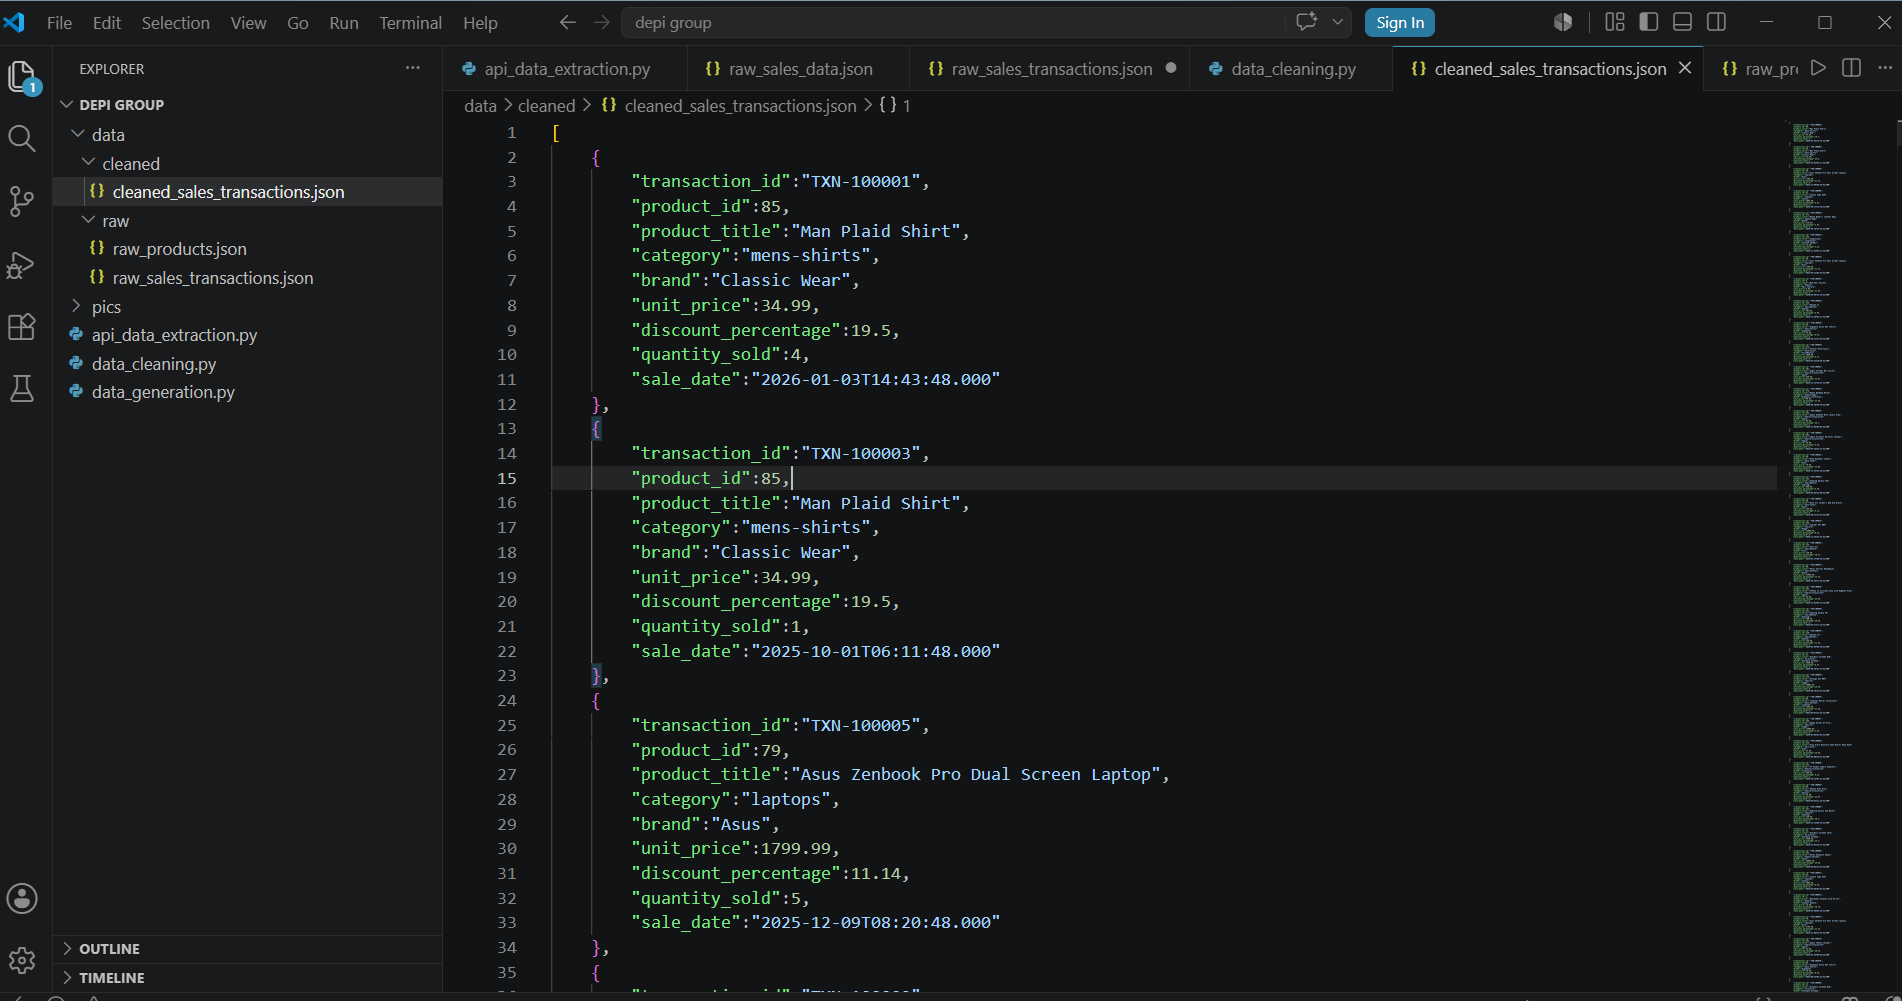 File Edit Selection View Go Run Terminal Help
depi group
Sign In
1
EXPLORER
DEPI GROUP
data
cleaned
cleaned_sales_transactions.json
raw
raw_products.json
raw_sales_transactions.json
pics
api_data_extraction.py
data_cleaning.py
data_generation.py
OUTLINE
TIMELINE
api_data_extraction.py raw_sales_data.json raw_sales_transactions.json data_cleaning.py cleaned_sales_transactions.json raw_pr
data > cleaned > {} cleaned_sales_transactions.json > {} 1
1 [
2 {
3 "transaction_id":"TXN-100001",
4 "product_id":85,
5 "product_title":"Man Plaid Shirt",
6 "category":"mens-shirts",
7 "brand":"Classic Wear",
8 "unit_price":34.99,
9 "discount_percentage":19.5,
10 "quantity_sold":4,
11 "sale_date":"2026-01-03T14:43:48.000"
12 },
13 {
14 "transaction_id":"TXN-100003",
15 "product_id":85,
16 "product_title":"Man Plaid Shirt",
17 "category":"mens-shirts",
18 "brand":"Classic Wear",
19 "unit_price":34.99,
20 "discount_percentage":19.5,
21 "quantity_sold":1,
22 "sale_date":"2025-10-01T06:11:48.000"
23 },
24 {
25 "transaction_id":"TXN-100005",
26 "product_id":79,
27 "product_title":"Asus Zenbook Pro Dual Screen Laptop",
28 "category":"laptops",
29 "brand":"Asus",
30 "unit_price":1799.99,
31 "discount_percentage":11.14,
32 "quantity_sold":5,
33 "sale_date":"2025-12-09T08:20:48.000"
34 },
35 {